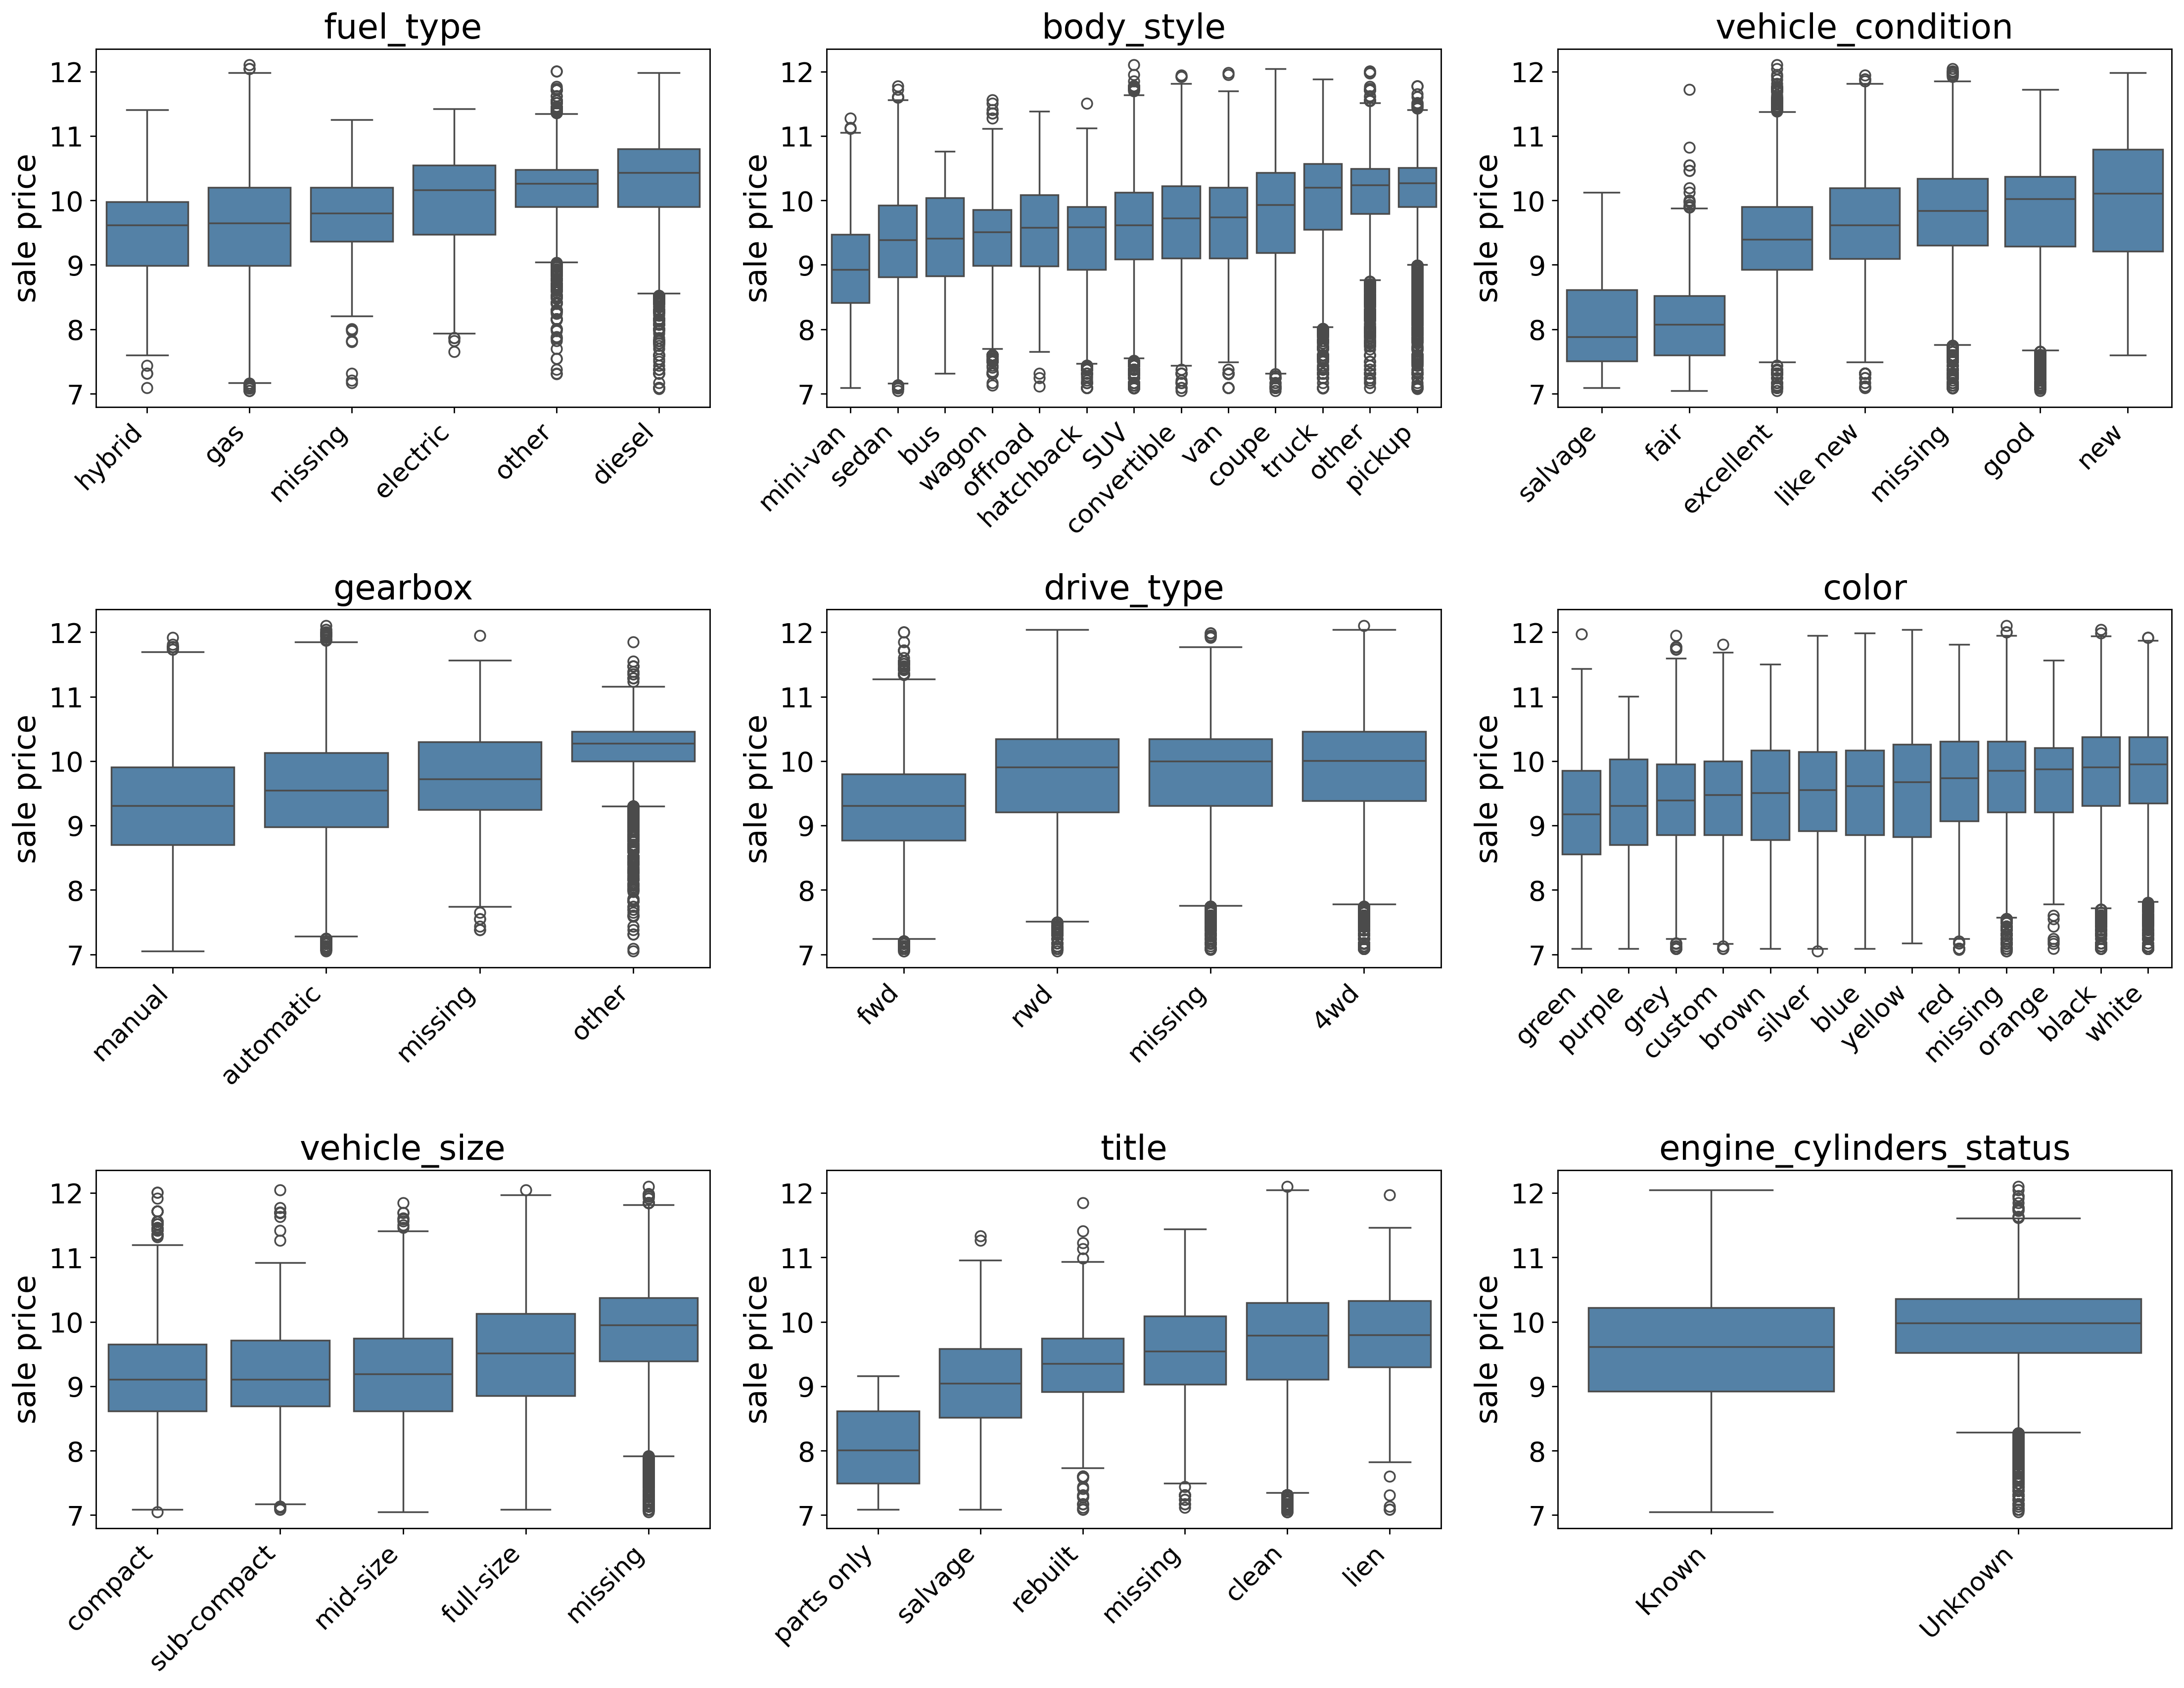 fuel_type
sale price
12
11
10
9
8
7
hybrid
gas
missing
electric
other
diesel
body_style
sale price
12
11
10
9
8
7
mini-van
sedan
bus
wagon
offroad
hatchback
SUV
convertible
van
coupe
truck
other
pickup
vehicle_condition
sale price
12
11
10
9
8
7
salvage
fair
excellent
like new
missing
good
new
gearbox
sale price
12
11
10
9
8
7
manual
automatic
missing
other
drive_type
sale price
12
11
10
9
8
7
fwd
rwd
missing
4wd
color
sale price
12
11
10
9
8
7
green
purple
grey
custom
brown
silver
blue
yellow
red
missing
orange
black
white
vehicle_size
sale price
12
11
10
9
8
7
compact
sub-compact
mid-size
full-size
missing
title
sale price
12
11
10
9
8
7
parts only
salvage
rebuilt
missing
clean
lien
engine_cylinders_status
sale price
12
11
10
9
8
7
Known
Unknown